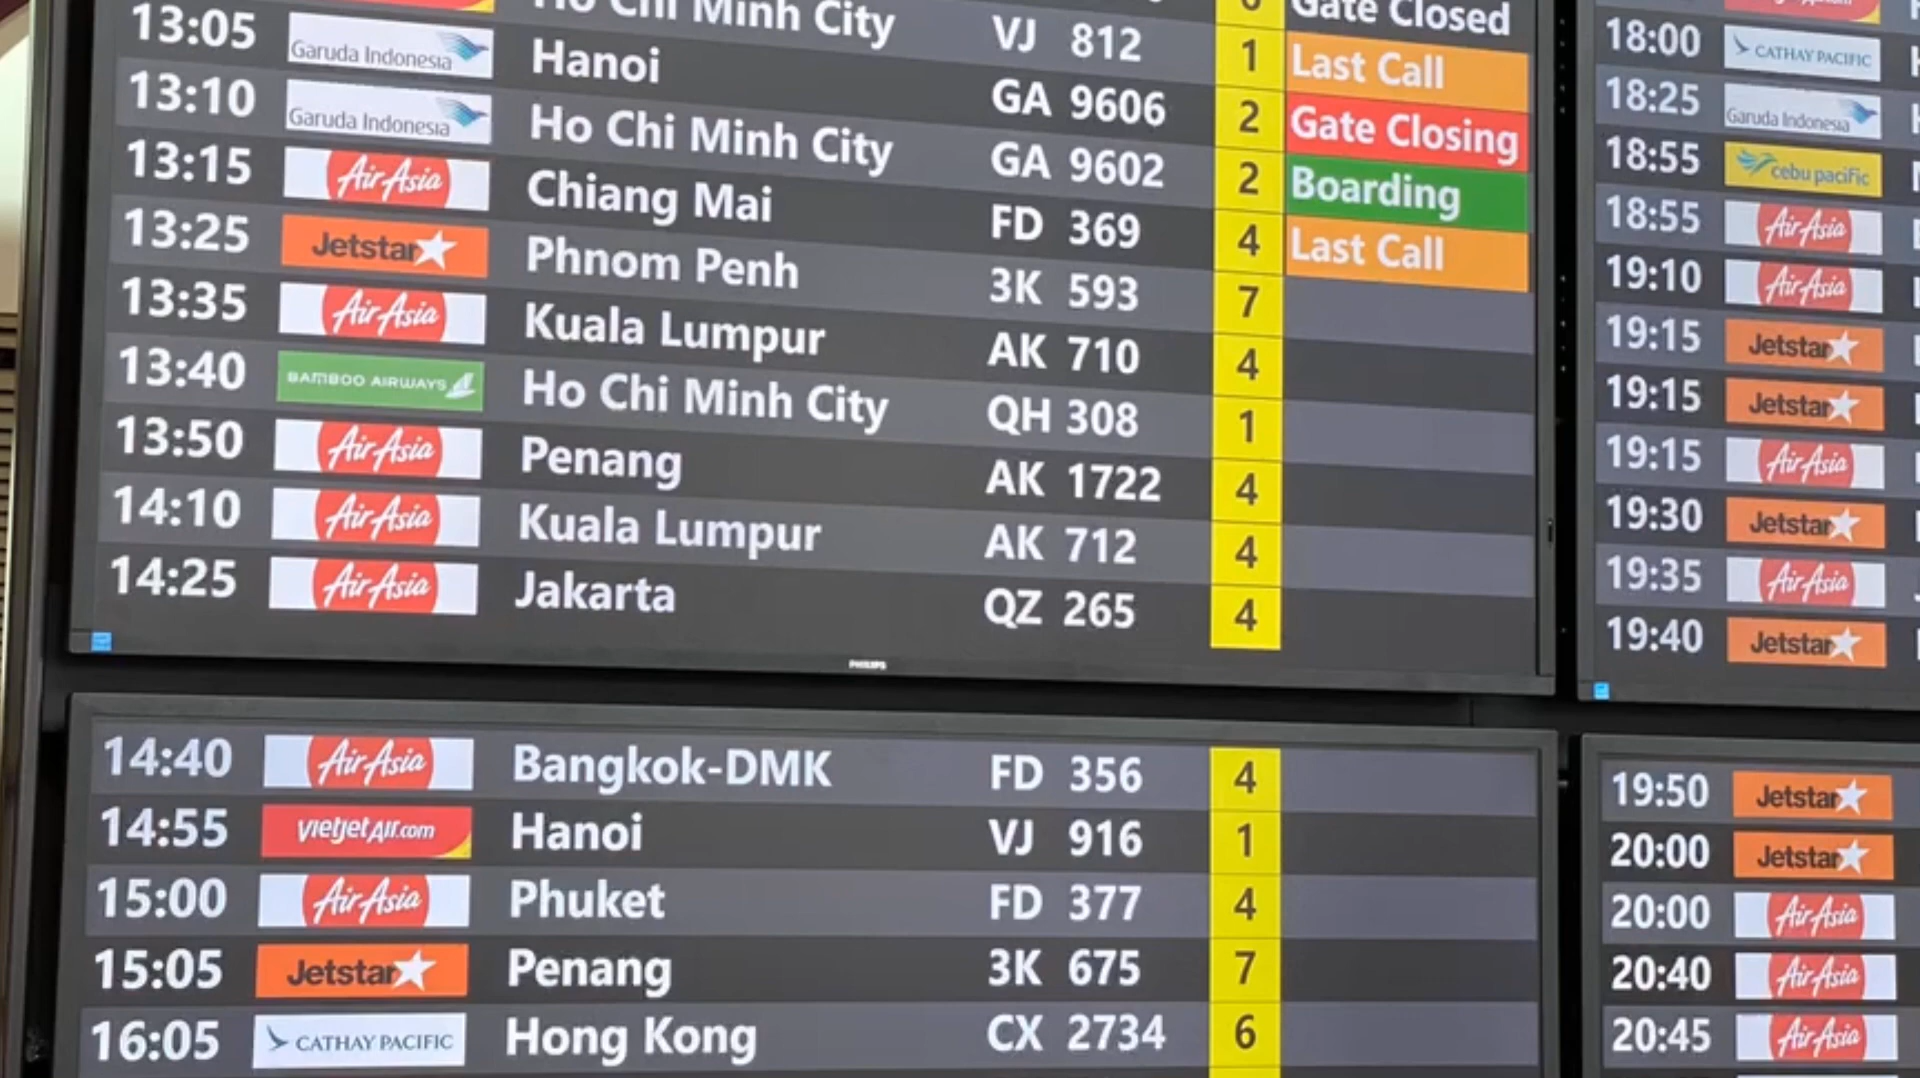 Gate Closed
Ho Chi Minh City VJ 812 1 Last Call
13:05 Garuda Indonesia Hanoi GA 9606 2 Gate Closing
13:10 Garuda Indonesia Ho Chi Minh City GA 9602 2 Boarding
13:15 AirAsia Chiang Mai FD 369 4 Last Call
13:25 Jetstar Phnom Penh 3K 593 7
13:35 AirAsia Kuala Lumpur AK 710 4
13:40 BAMBOO AIRWAYS Ho Chi Minh City QH 308 1
13:50 AirAsia Penang AK 1722 4
14:10 AirAsia Kuala Lumpur AK 712 4
14:25 AirAsia Jakarta QZ 265 4
PHILIPS
14:40 AirAsia Bangkok-DMK FD 356 4
14:55 vietjetAir.com Hanoi VJ 916 1
15:00 AirAsia Phuket FD 377 4
15:05 Jetstar Penang 3K 675 7
16:05 CATHAY PACIFIC Hong Kong CX 2734 6
18:00 CATHAY PACIFIC
18:25 Garuda Indonesia
18:55 cebu pacific
18:55 AirAsia
19:10 AirAsia
19:15 Jetstar
19:15 Jetstar
19:15 AirAsia
19:30 Jetstar
19:35 AirAsia
19:40 Jetstar
19:50 Jetstar
20:00 Jetstar
20:00 AirAsia
20:40 AirAsia
20:45 AirAsia